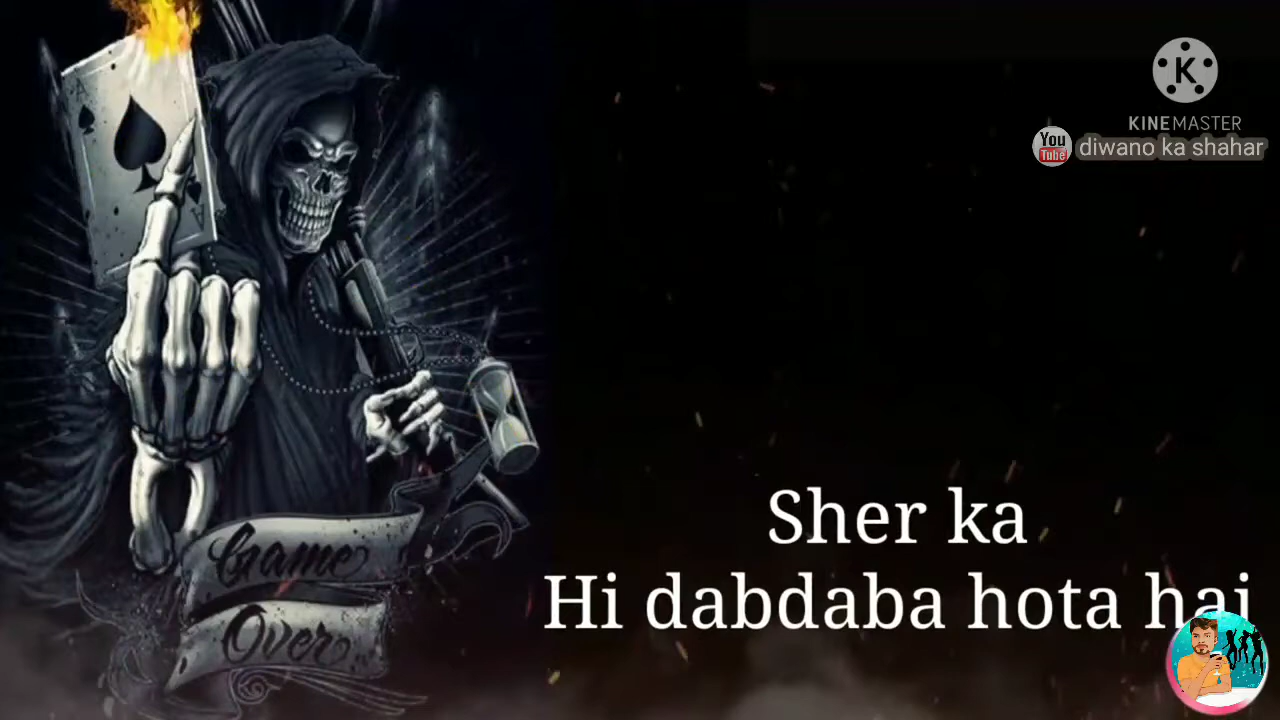 KINEMASTER
You
Tube
diwano ka shahar
Sher ka
Hi dabdaba hota hai
Game
Over